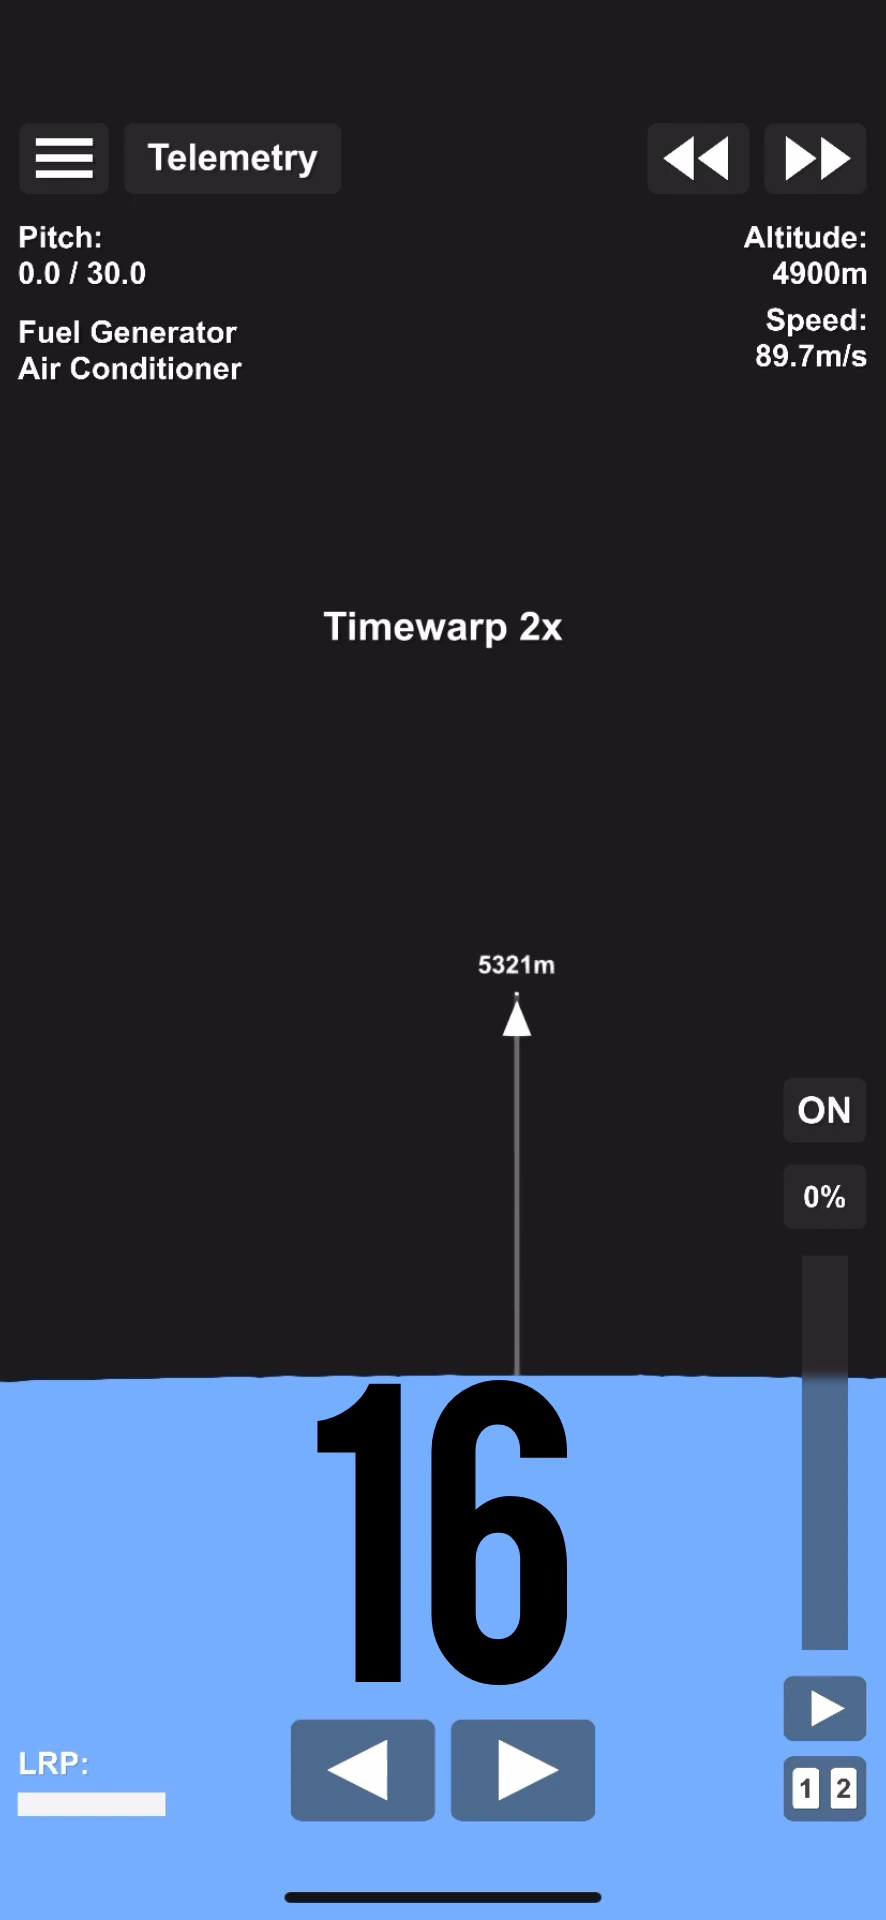 Telemetry
Pitch:
0.0 / 30.0
Fuel Generator
Air Conditioner
Altitude:
4900m
Speed:
89.7m/s
Timewarp 2x
5321m
ON
0%
16
LRP:
1 2